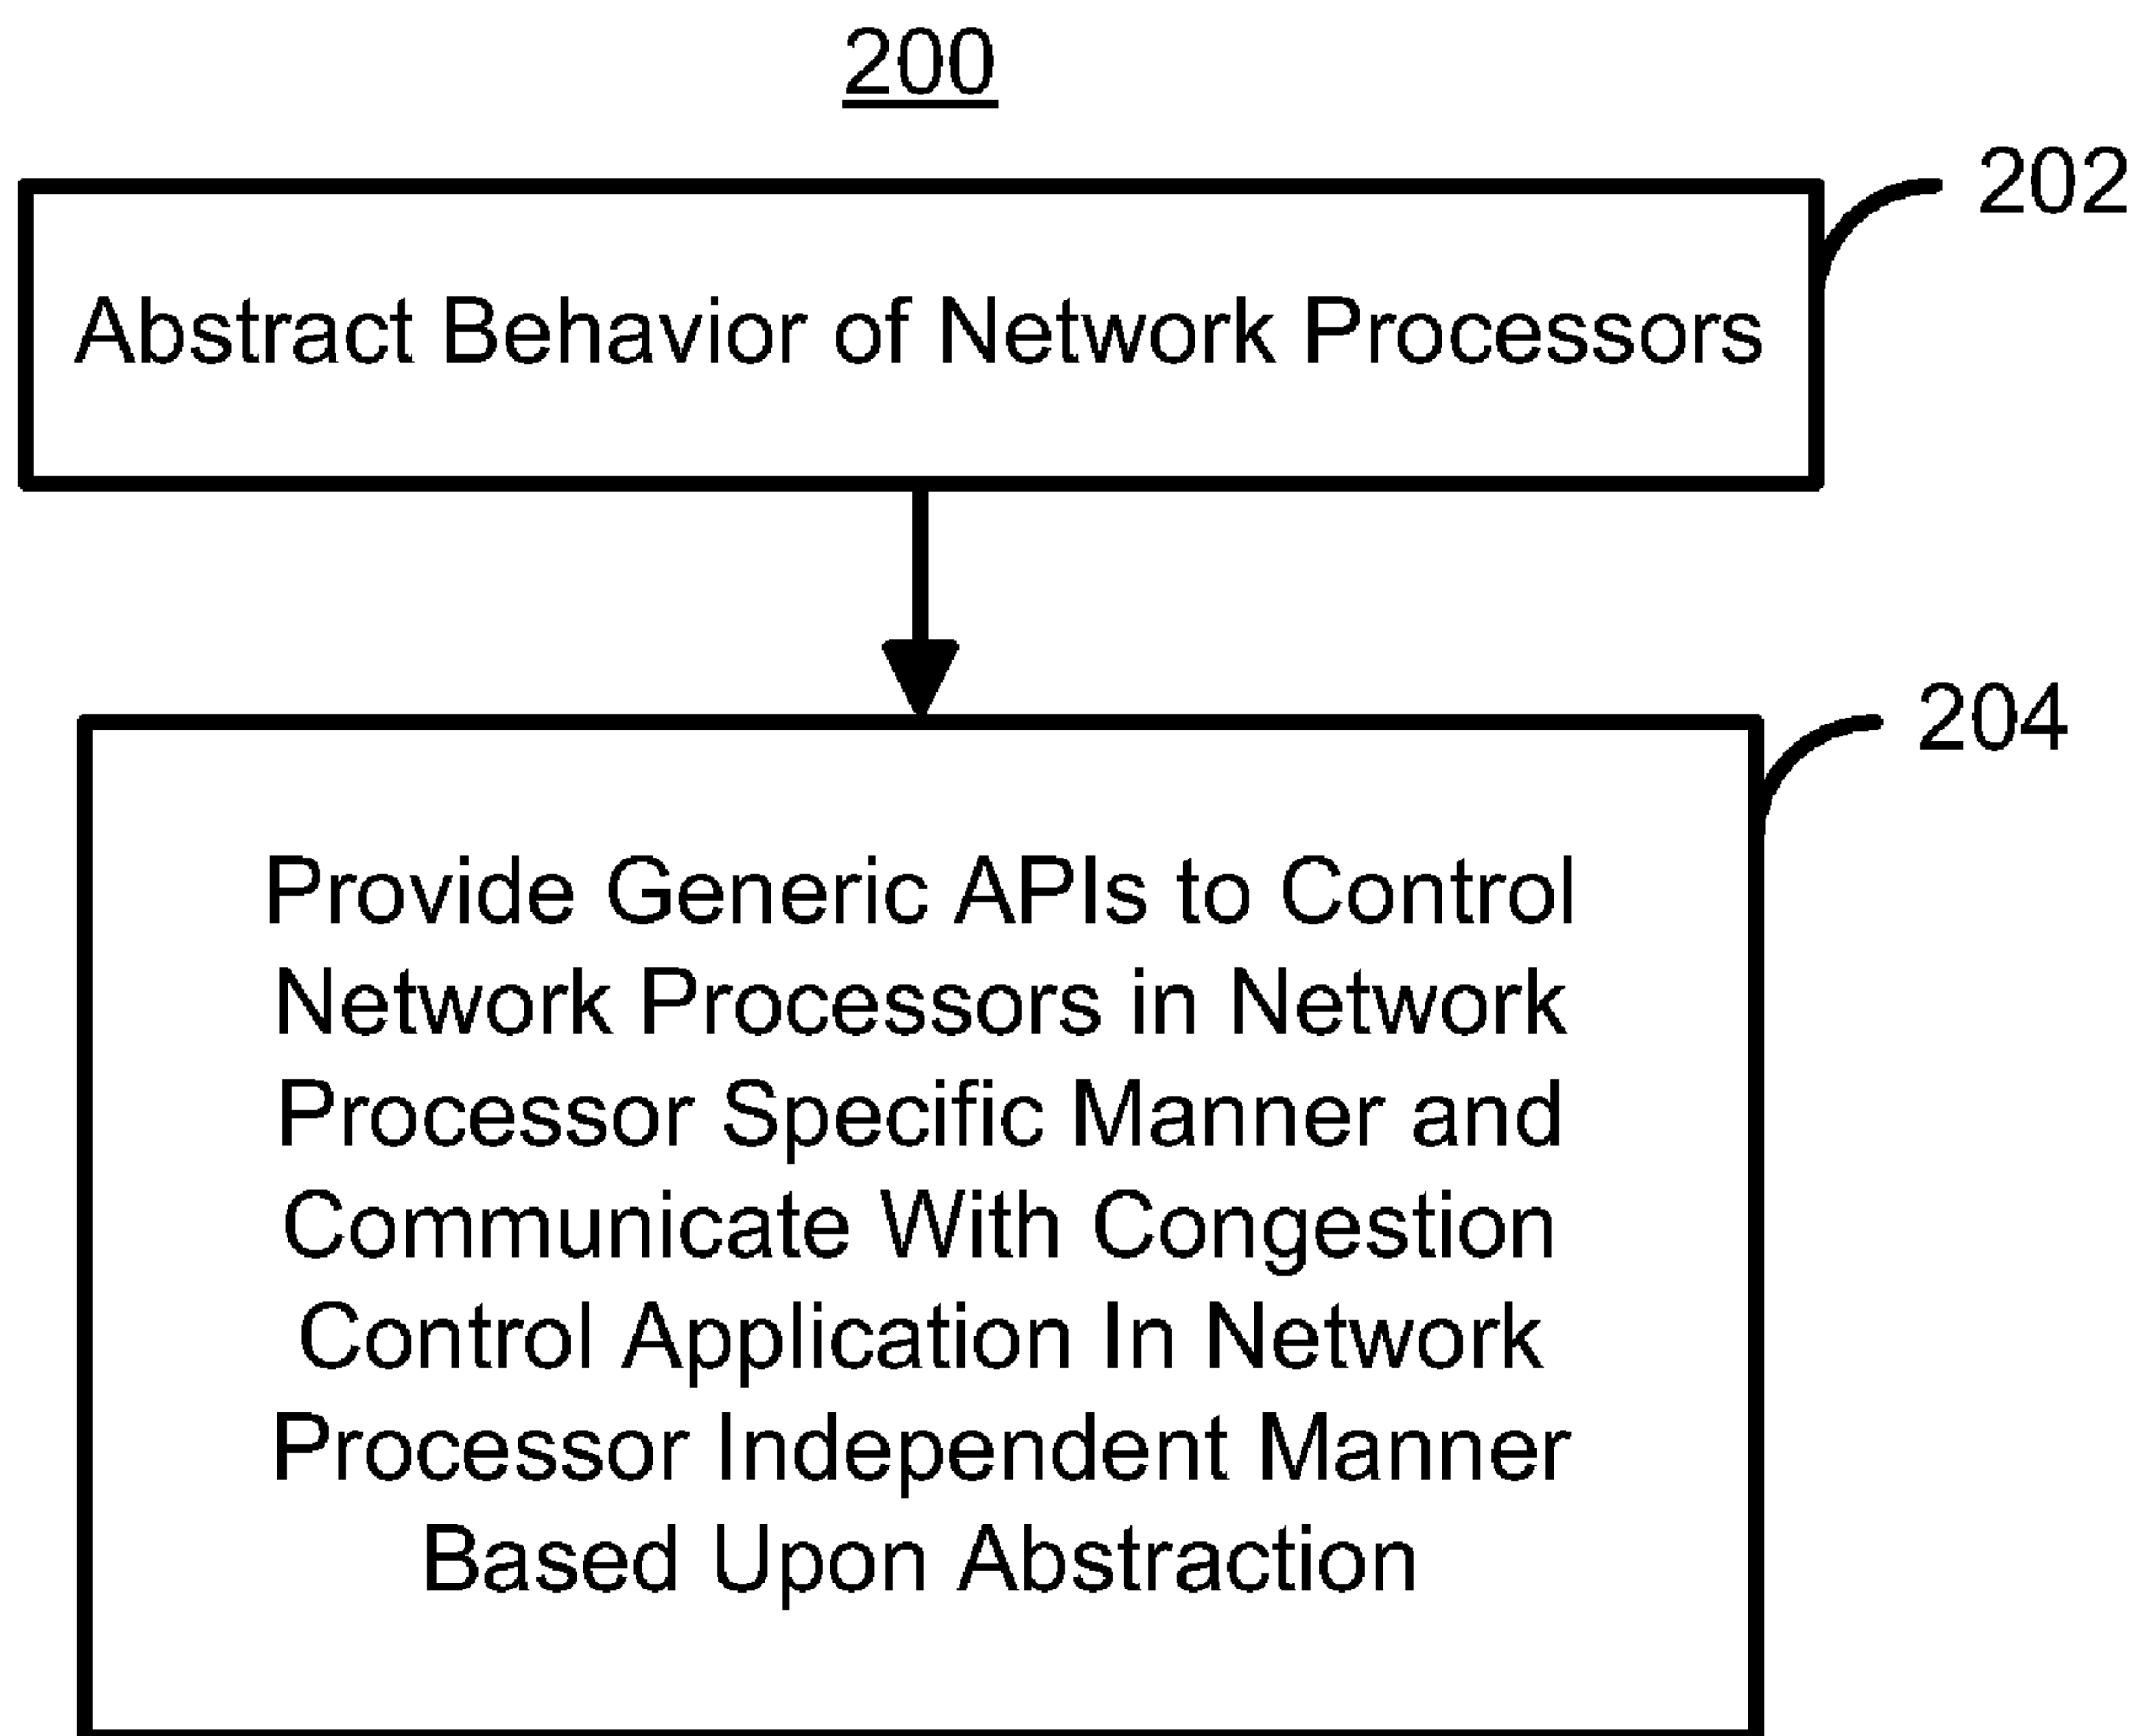 200
202
Abstract Behavior of Network Processors
204
Provide Generic APIs to Control
Network Processors in Network
Processor Specific Manner and
Communicate With Congestion
Control Application In Network
Processor Independent Manner
Based Upon Abstraction